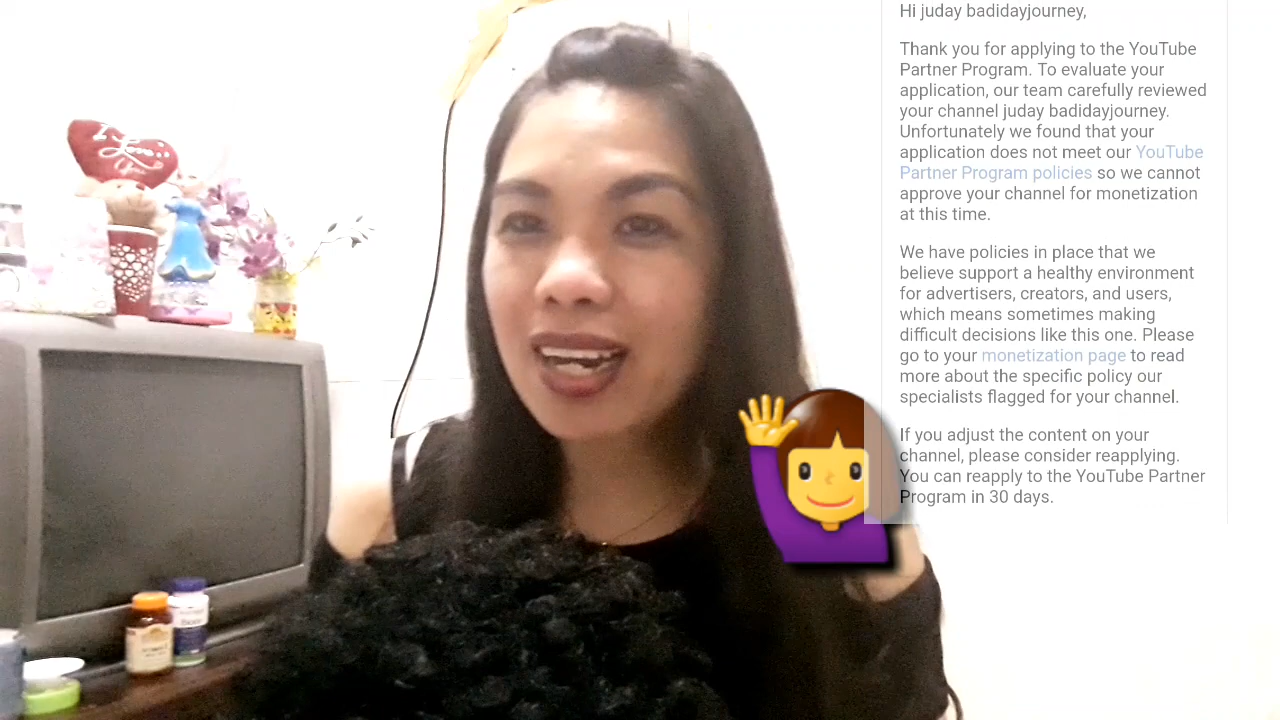 I Love
You
Hi juday badidayjourney,
Thank you for applying to the YouTube
Partner Program. To evaluate your
application, our team carefully reviewed
your channel juday badidayjourney.
Unfortunately we found that your
application does not meet our YouTube
Partner Program policies so we cannot
approve your channel for monetization
at this time.
We have policies in place that we
believe support a healthy environment
for advertisers, creators, and users,
which means sometimes making
difficult decisions like this one. Please
go to your monetization page to read
more about the specific policy our
specialists flagged for your channel.
If you adjust the content on your
channel, please consider reapplying.
You can reapply to the YouTube Partner
Program in 30 days.